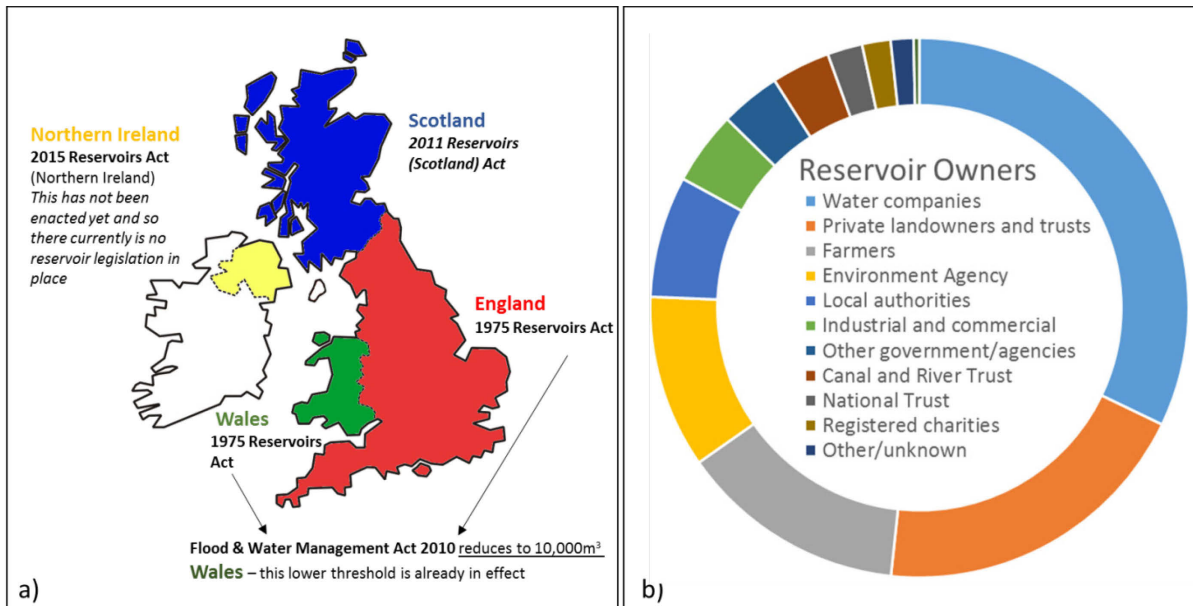 Northern Ireland
2015 Reservoirs Act
(Northern Ireland)
This has not been
enacted yet and so
there currently is no
reservoir legislation in
place
Scotland
2011 Reservoirs
(Scotland) Act
England
1975 Reservoirs Act
Wales
1975 Reservoirs
Act
Flood & Water Management Act 2010 reduces to 10,000m³
Wales – this lower threshold is already in effect
a)
Reservoir Owners
Water companies
Private landowners and trusts
Farmers
Environment Agency
Local authorities
Industrial and commercial
Other government/agencies
Canal and River Trust
National Trust
Registered charities
Other/unknown
b)